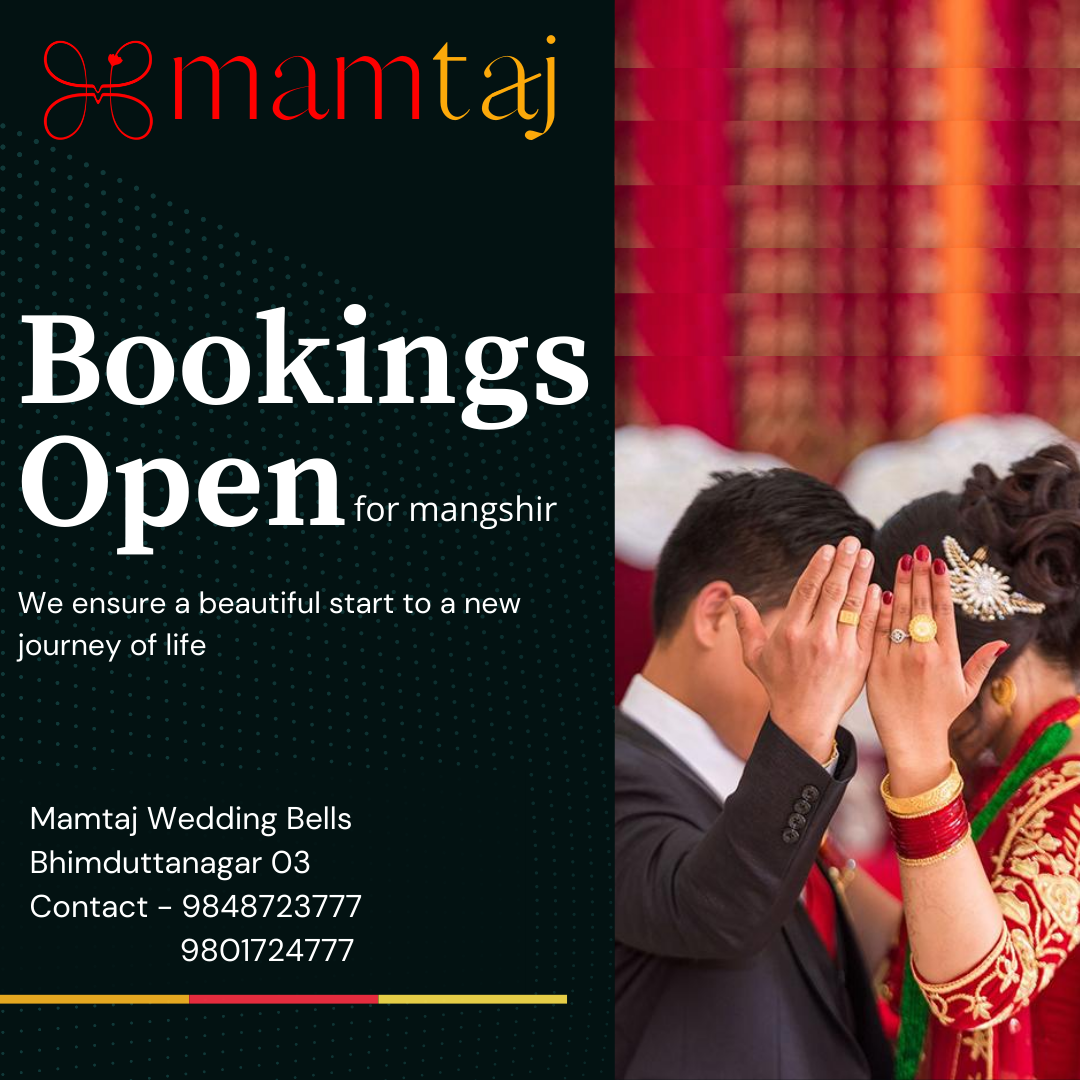 mamtaj
Bookings
Open for mangshir
We ensure a beautiful start to a new
journey of life
Mamtaj Wedding Bells
Bhimduttanagar 03
Contact - 9848723777
9801724777